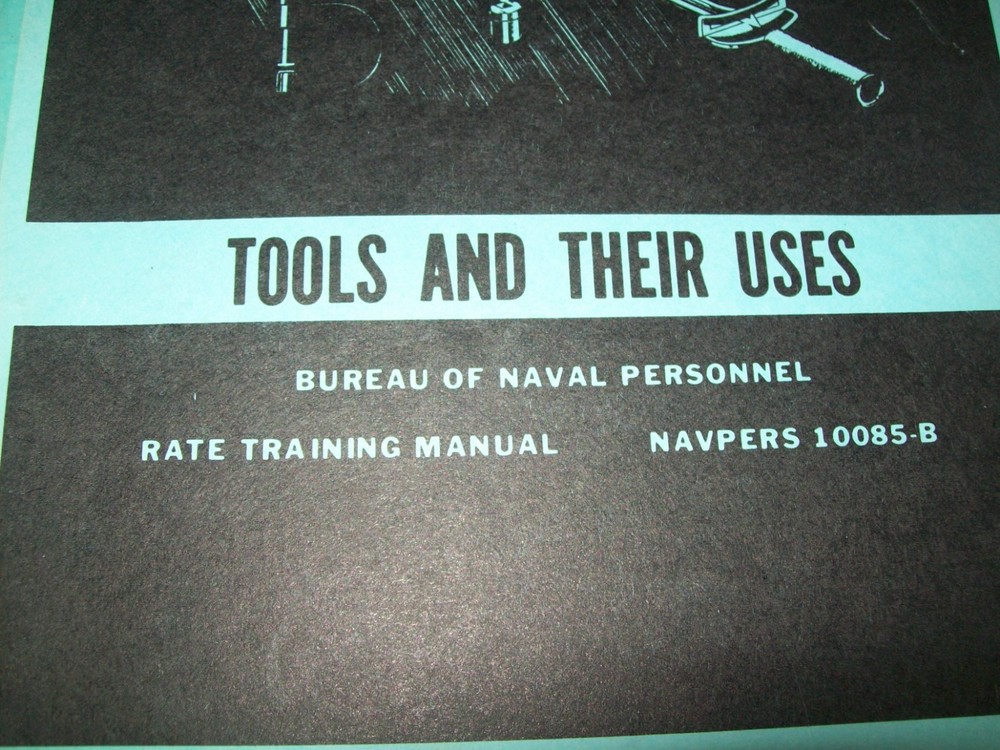 TOOLS AND THEIR USES
BUREAU OF NAVAL PERSONNEL
RATE TRAINING MANUAL NAVPERS 10085-B